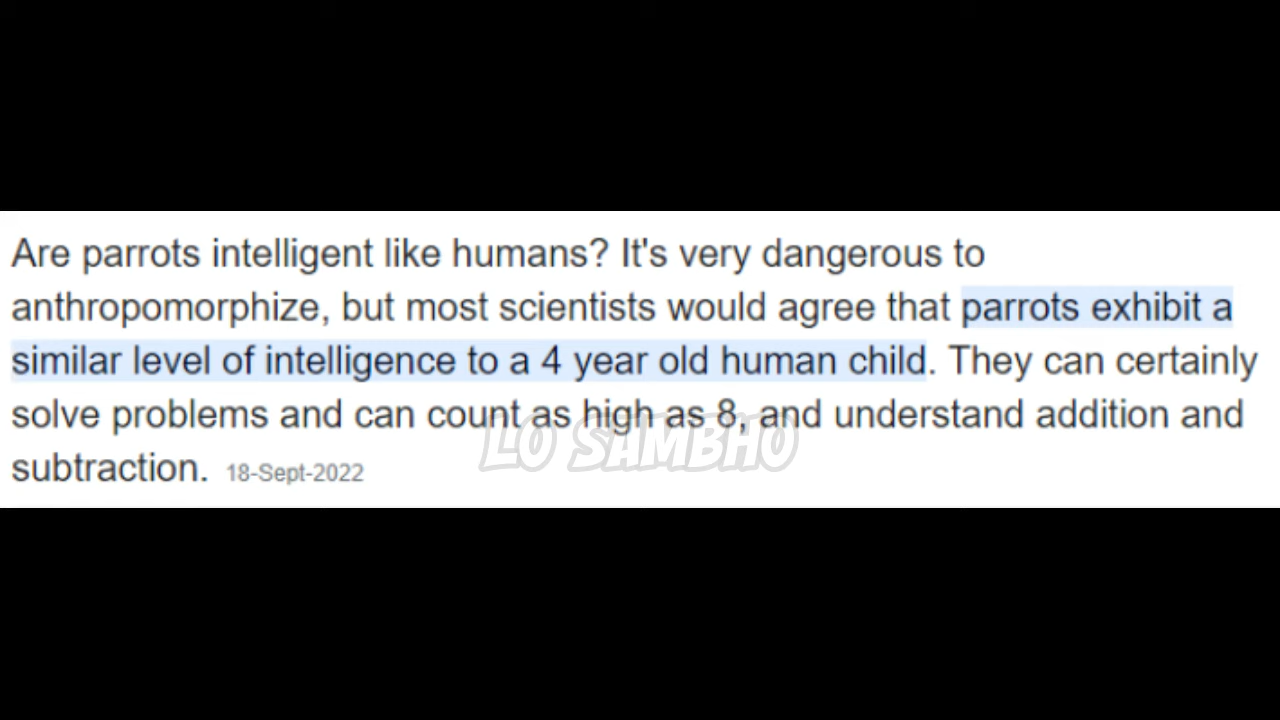 Are parrots intelligent like humans? It's very dangerous to
anthropomorphize, but most scientists would agree that parrots exhibit a
similar level of intelligence to a 4 year old human child. They can certainly
solve problems and can count as high as 8, and understand addition and
subtraction. 18-Sept-2022
LO SAMBHO